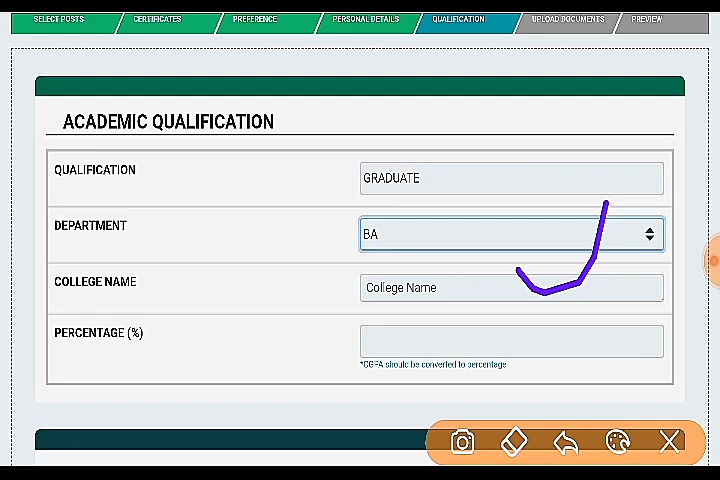 SELECT POSTS CERTIFICATES PREFERENCE PERSONAL DETAILS QUALIFICATION UPLOAD DOCUMENTS PREVIEW
ACADEMIC QUALIFICATION
QUALIFICATION GRADUATE
DEPARTMENT BA
COLLEGE NAME College Name
PERCENTAGE (%)
*CGPA should be converted to percentage